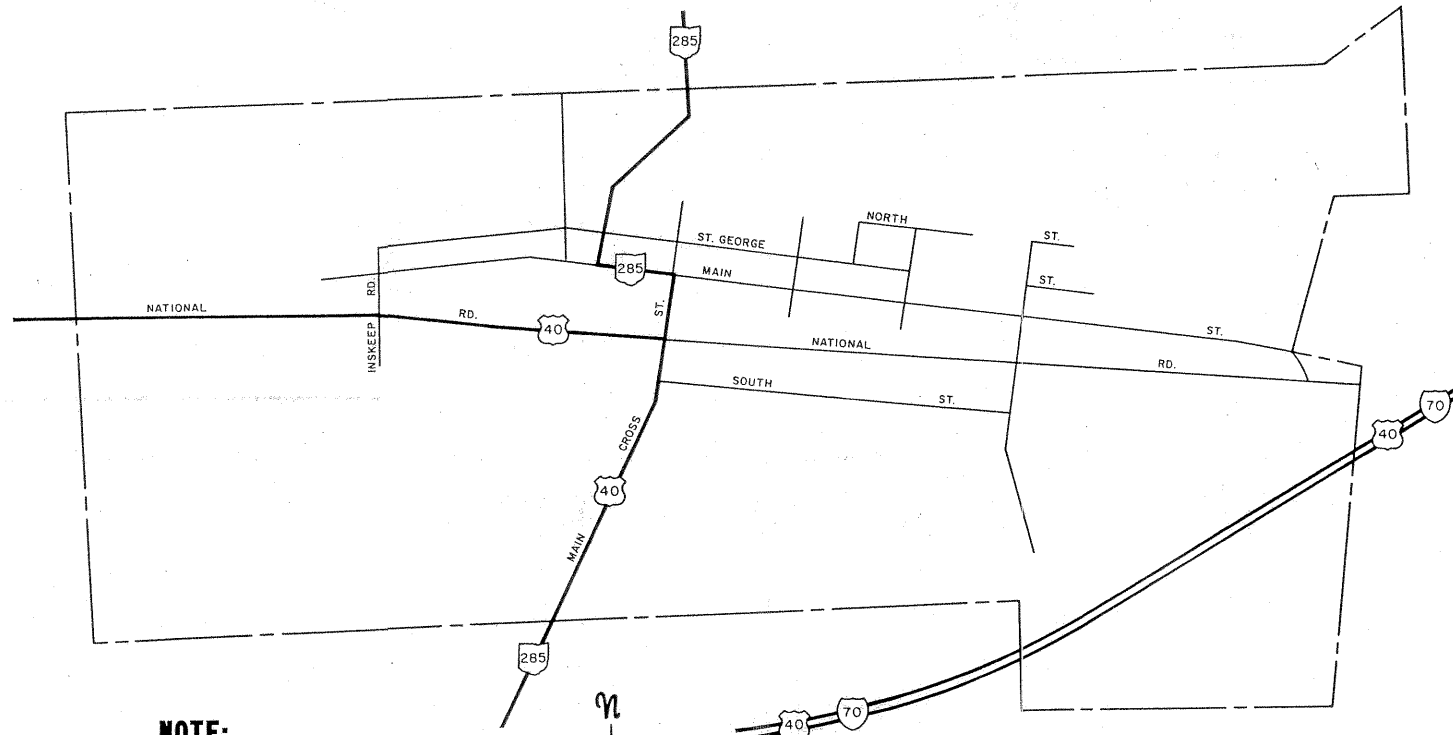 285
NORTH
ST. GEORGE
ST.
285
MAIN
ST.
INSKEEP RD.
NATIONAL RD.
40
ST.
NATIONAL RD.
ST.
SOUTH ST.
MAIN CROSS
40
285
40
70
40
70
n
NOTE: